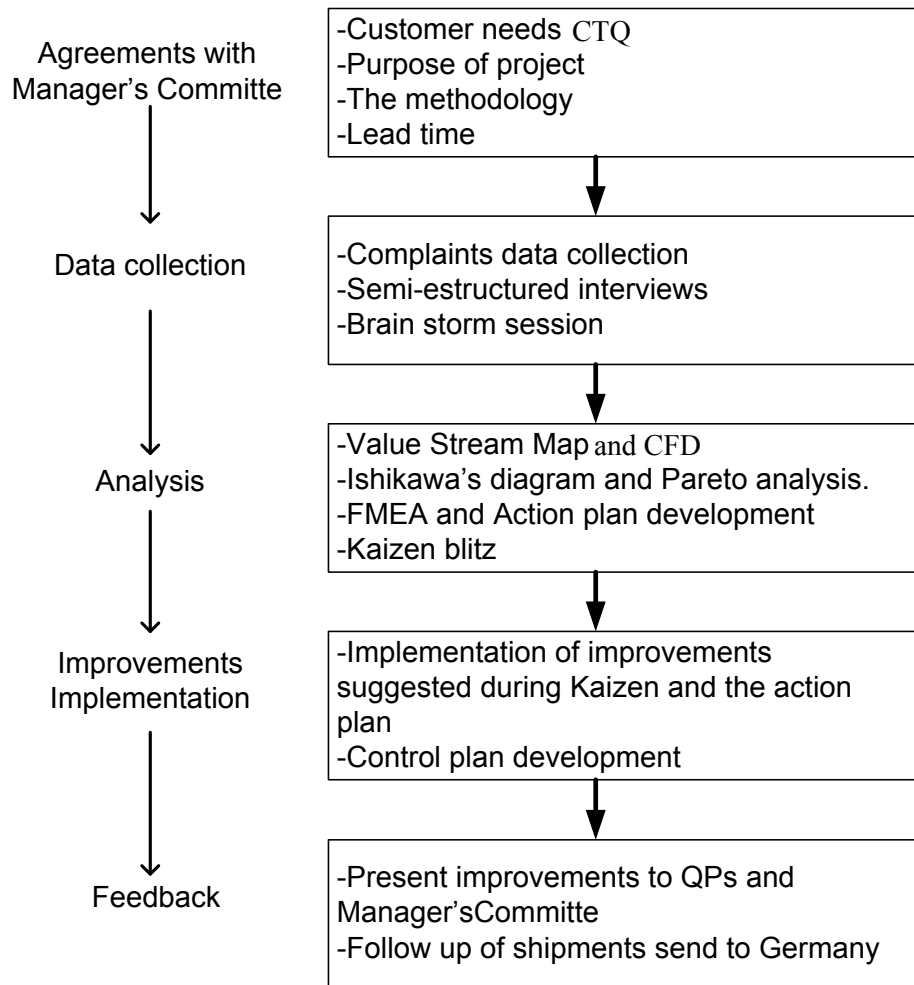 Agreements with
Manager's Committe
-Customer needs CTQ
-Purpose of project
-The methodology
-Lead time
Data collection
-Complaints data collection
-Semi-estructured interviews
-Brain storm session
Analysis
-Value Stream Map and CFD
-Ishikawa's diagram and Pareto analysis.
-FMEA and Action plan development
-Kaizen blitz
Improvements
Implementation
-Implementation of improvements
suggested during Kaizen and the action
plan
-Control plan development
Feedback
-Present improvements to QPs and
Manager'sCommitte
-Follow up of shipments send to Germany